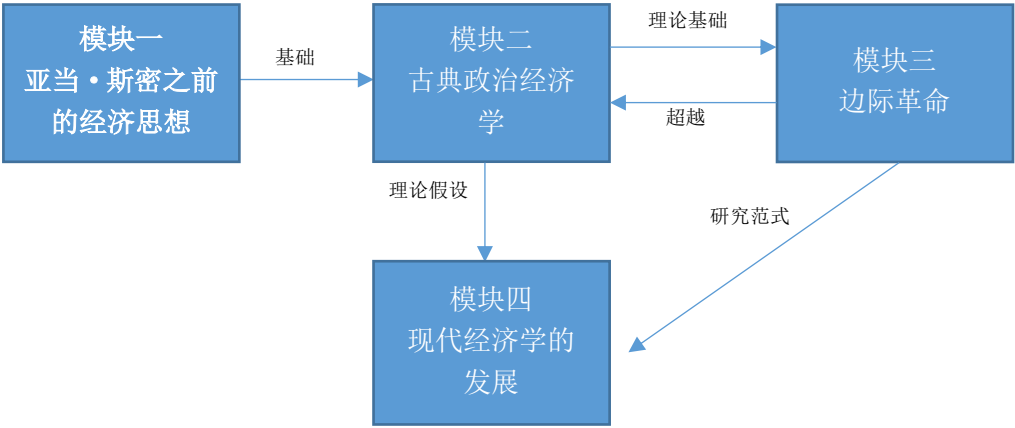 模块一
亚当·斯密之前
的经济思想
基础
模块二
古典政治经济
学
理论基础
超越
模块三
边际革命
理论假设
研究范式
模块四
现代经济学的
发展